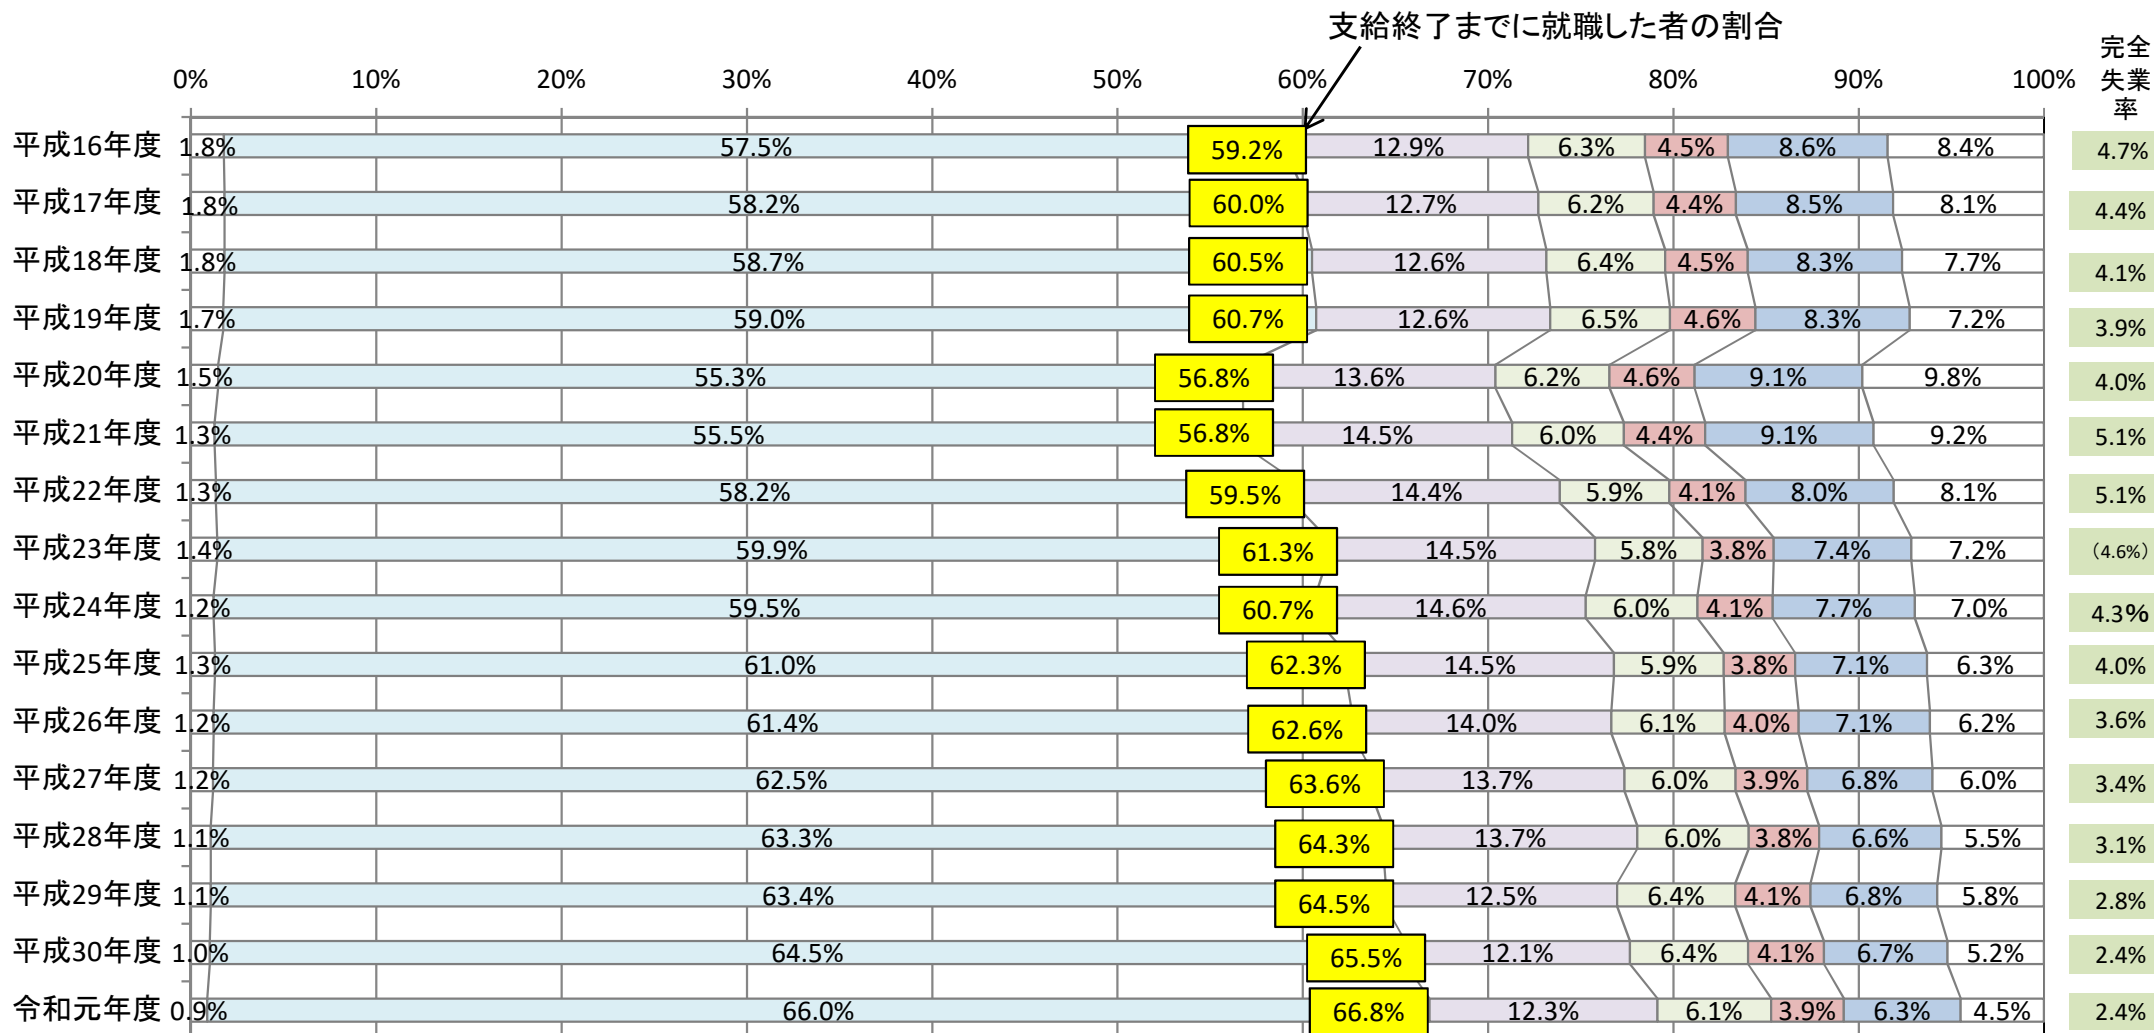 支給終了までに就職した者の割合
完全
失業
率
0% 10% 20% 30% 40% 50% 60% 70% 80% 90% 100%
平成16年度 1.8% 57.5% 59.2% 12.9% 6.3% 4.5% 8.6% 8.4% 4.7%
平成17年度 1.8% 58.2% 60.0% 12.7% 6.2% 4.4% 8.5% 8.1% 4.4%
平成18年度 1.8% 58.7% 60.5% 12.6% 6.4% 4.5% 8.3% 7.7% 4.1%
平成19年度 1.7% 59.0% 60.7% 12.6% 6.5% 4.6% 8.3% 7.2% 3.9%
平成20年度 1.5% 55.3% 56.8% 13.6% 6.2% 4.6% 9.1% 9.8% 4.0%
平成21年度 1.3% 55.5% 56.8% 14.5% 6.0% 4.4% 9.1% 9.2% 5.1%
平成22年度 1.3% 58.2% 59.5% 14.4% 5.9% 4.1% 8.0% 8.1% 5.1%
平成23年度 1.4% 59.9% 61.3% 14.5% 5.8% 3.8% 7.4% 7.2% （4.6%）
平成24年度 1.2% 59.5% 60.7% 14.6% 6.0% 4.1% 7.7% 7.0% 4.3%
平成25年度 1.3% 61.0% 62.3% 14.5% 5.9% 3.8% 7.1% 6.3% 4.0%
平成26年度 1.2% 61.4% 62.6% 14.0% 6.1% 4.0% 7.1% 6.2% 3.6%
平成27年度 1.2% 62.5% 63.6% 13.7% 6.0% 3.9% 6.8% 6.0% 3.4%
平成28年度 1.1% 63.3% 64.3% 13.7% 6.0% 3.8% 6.6% 5.5% 3.1%
平成29年度 1.1% 63.4% 64.5% 12.5% 6.4% 4.1% 6.8% 5.8% 2.8%
平成30年度 1.0% 64.5% 65.5% 12.1% 6.4% 4.1% 6.7% 5.2% 2.4%
令和元年度 0.9% 66.0% 66.8% 12.3% 6.1% 3.9% 6.3% 4.5% 2.4%